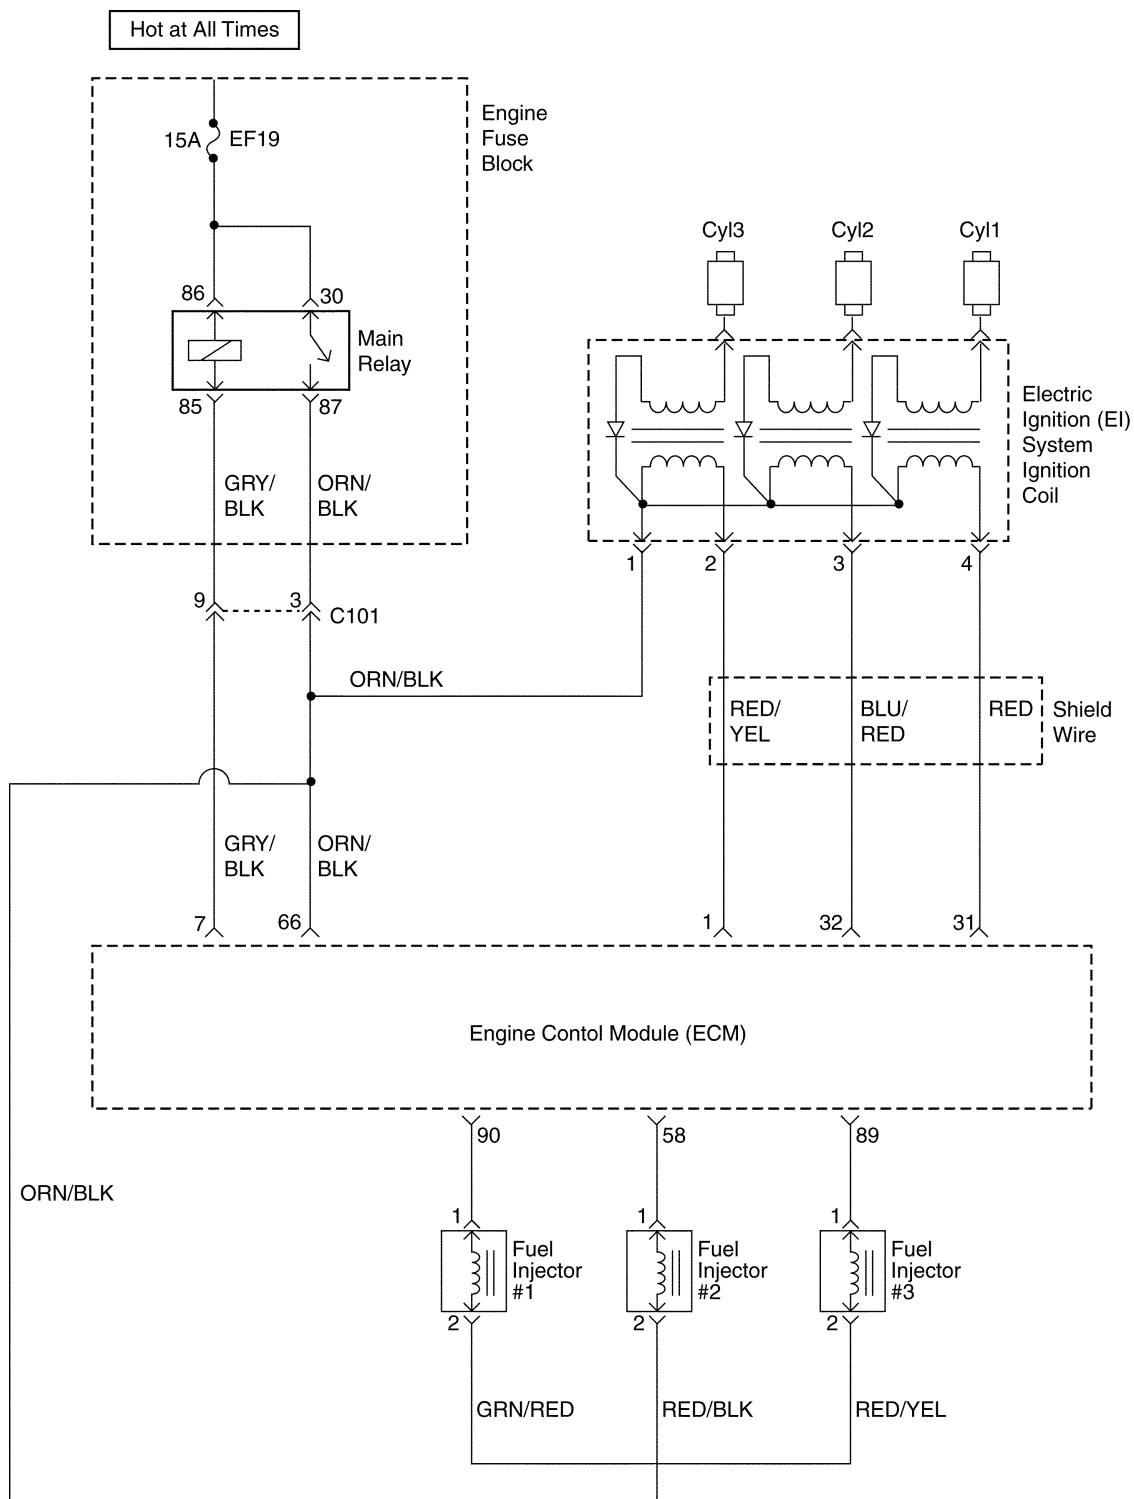 Hot at All Times
Engine
Fuse
Block
15A
EF19
86
30
Main
Relay
85
87
GRY/
BLK
ORN/
BLK
9
3
C101
ORN/BLK
Cyl3
Cyl2
Cyl1
Electric
Ignition (EI)
System
Ignition
Coil
1
2
3
4
RED/
YEL
BLU/
RED
RED
Shield
Wire
GRY/
BLK
ORN/
BLK
7
66
1
32
31
Engine Contol Module (ECM)
90
58
89
ORN/BLK
1
Fuel
Injector
#1
2
1
Fuel
Injector
#2
2
1
Fuel
Injector
#3
2
GRN/RED
RED/BLK
RED/YEL